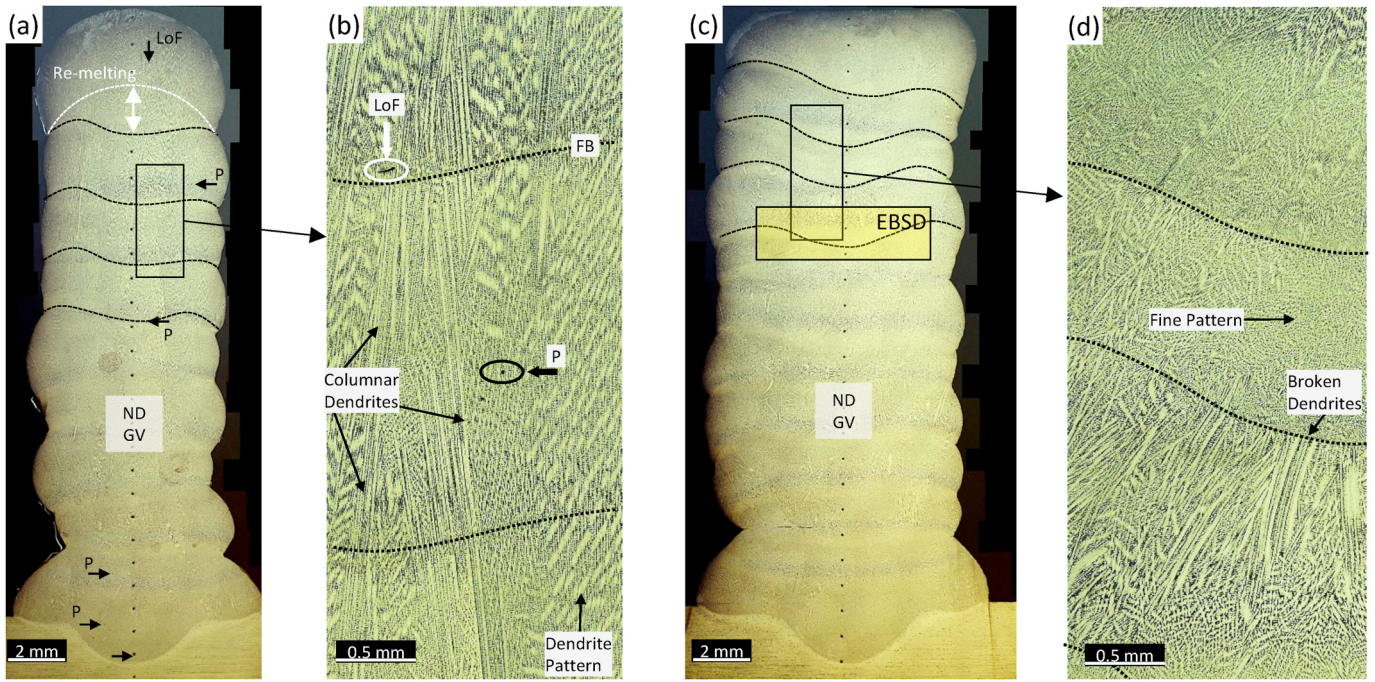 (a)
LoF
Re-melting
P
P
ND
GV
P
P
2 mm
(b)
LoF
FB
P
Columnar
Dendrites
Dendrite
Pattern
0.5 mm
(c)
EBSD
ND
GV
2 mm
(d)
Fine Pattern
Broken
Dendrites
0.5 mm